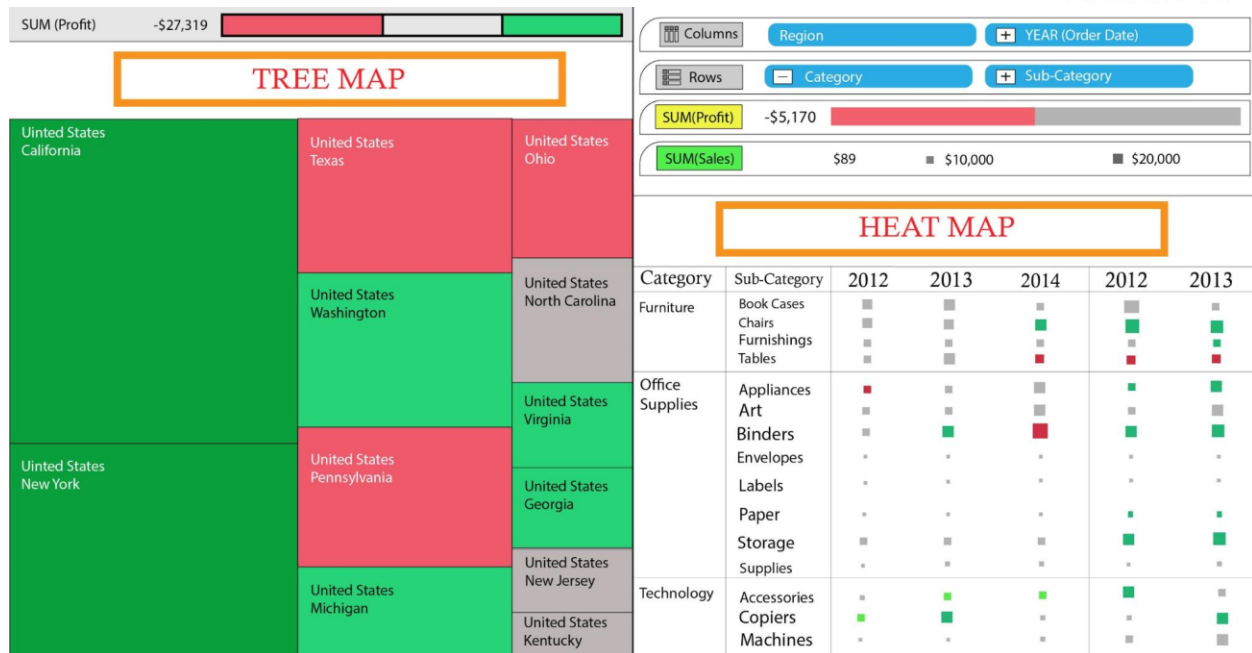 SUM (Profit) -$27,319
TREE MAP
Uinted States
California
Uinted States
New York
United States
Texas
United States
Washington
United States
Pennsylvania
United States
Michigan
United States
Ohio
United States
North Carolina
United States
Virginia
United States
Georgia
United States
New Jersey
United States
Kentucky
Columns Region + YEAR (Order Date)
Rows − Category + Sub-Category
SUM(Profit) -$5,170
SUM(Sales) $89 $10,000 $20,000
HEAT MAP
Category Sub-Category 2012 2013 2014 2012 2013
Furniture Book Cases
Chairs
Furnishings
Tables
Office
Supplies
Appliances
Art
Binders
Envelopes
Labels
Paper
Storage
Supplies
Technology Accessories
Copiers
Machines